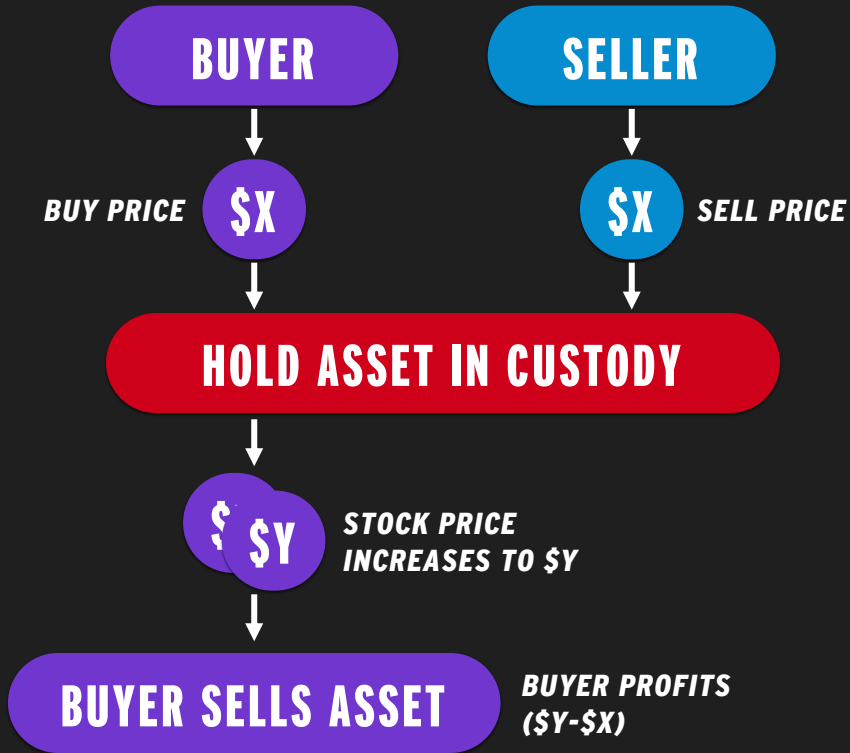 BUYER
SELLER
BUY PRICE
$X
$X
SELL PRICE
HOLD ASSET IN CUSTODY
$
$Y
STOCK PRICE
INCREASES TO $Y
BUYER SELLS ASSET
BUYER PROFITS
($Y-$X)